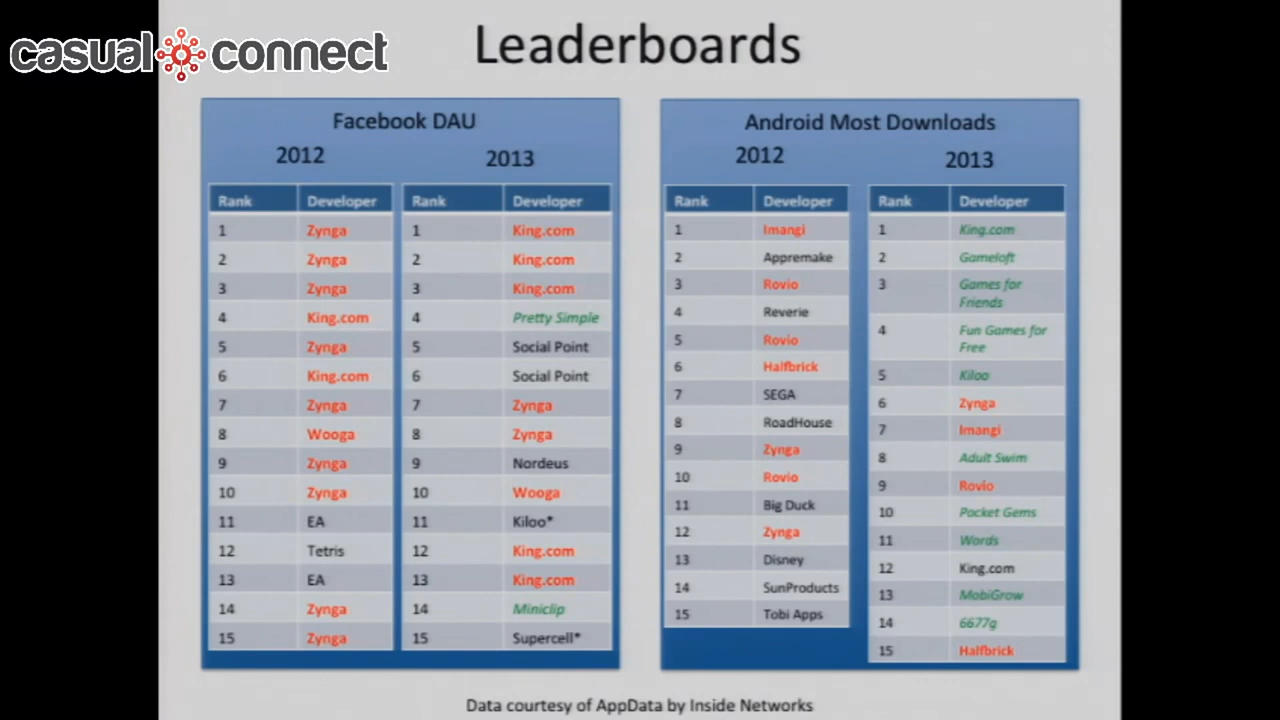 casual connect
Leaderboards
Facebook DAU
2012 2013
Rank Developer Rank Developer
1 Zynga 1 King.com
2 Zynga 2 King.com
3 Zynga 3 King.com
4 King.com 4 Pretty Simple
5 Zynga 5 Social Point
6 King.com 6 Social Point
7 Zynga 7 Zynga
8 Wooga 8 Zynga
9 Zynga 9 Nordeus
10 Zynga 10 Wooga
11 EA 11 Kiloo*
12 Tetris 12 King.com
13 EA 13 King.com
14 Zynga 14 Miniclip
15 Zynga 15 Supercell*
Android Most Downloads
2012
Rank Developer
1 Imangi
2 Appremake
3 Rovio
4 Reverie
5 Rovio
6 Halfbrick
7 SEGA
8 RoadHouse
9 Zynga
10 Rovio
11 Big Duck
12 Zynga
13 Disney
14 SunProducts
15 Tobi Apps
2013
Rank Developer
1 King.com
2 Gameloft
3 Games for
Friends
4 Fun Games for
Free
5 Kiloo
6 Zynga
7 Imangi
8 Adult Swim
9 Rovio
10 Pocket Gems
11 Words
12 King.com
13 MobiGrow
14 6677g
15 Halfbrick
Data courtesy of AppData by Inside Networks